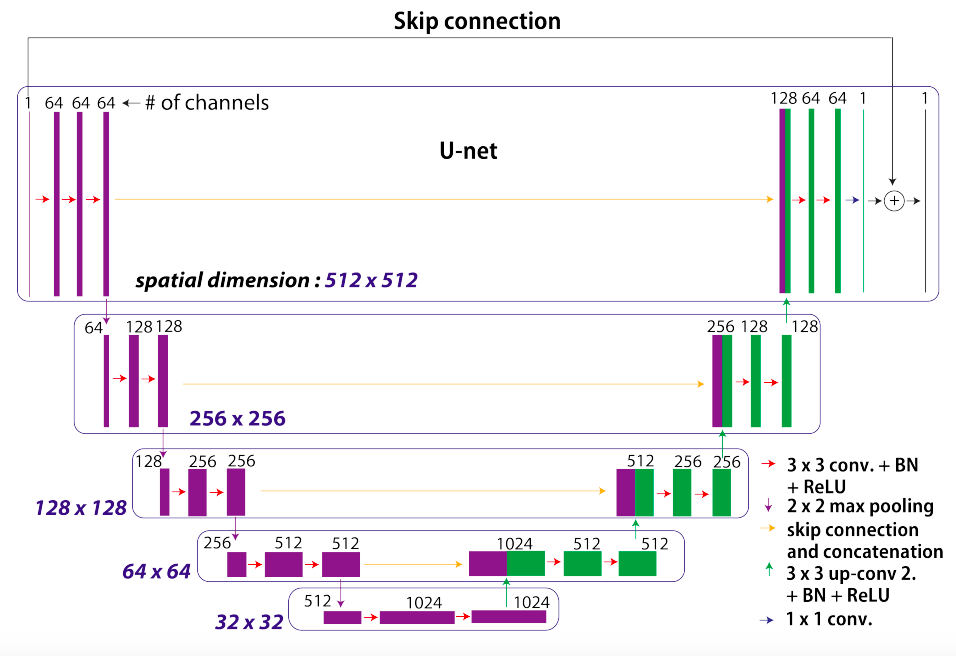 Skip connection
1 64 64 64 ← # of channels
128 64 64 1 1
U-net
+
spatial dimension : 512 x 512
64 128 128
256 128 128
256 x 256
128 256 256
512 256 256
128 x 128
256 512 512
1024 512 512
64 x 64
512 1024 1024
32 x 32
3 x 3 conv. + BN
+ ReLU
2 x 2 max pooling
skip connection
and concatenation
3 x 3 up-conv 2.
+ BN + ReLU
1 x 1 conv.